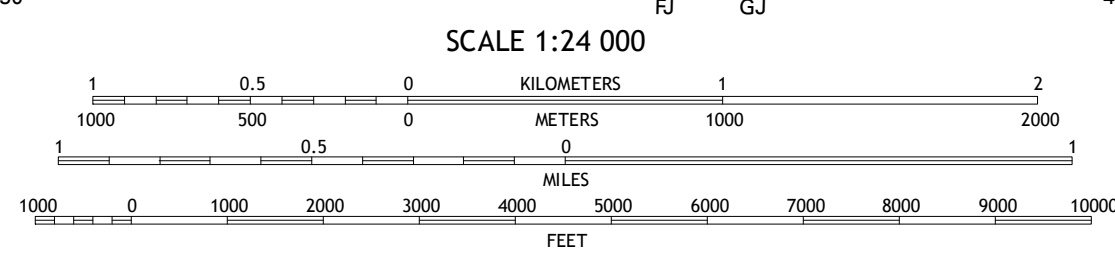 FJ GJ
SCALE 1:24 000
1 0.5 0 KILOMETERS 1 2
1000 500 0 METERS 1000 2000
1 0.5 0 1
MILES
1000 0 1000 2000 3000 4000 5000 6000 7000 8000 9000 10000
FEET